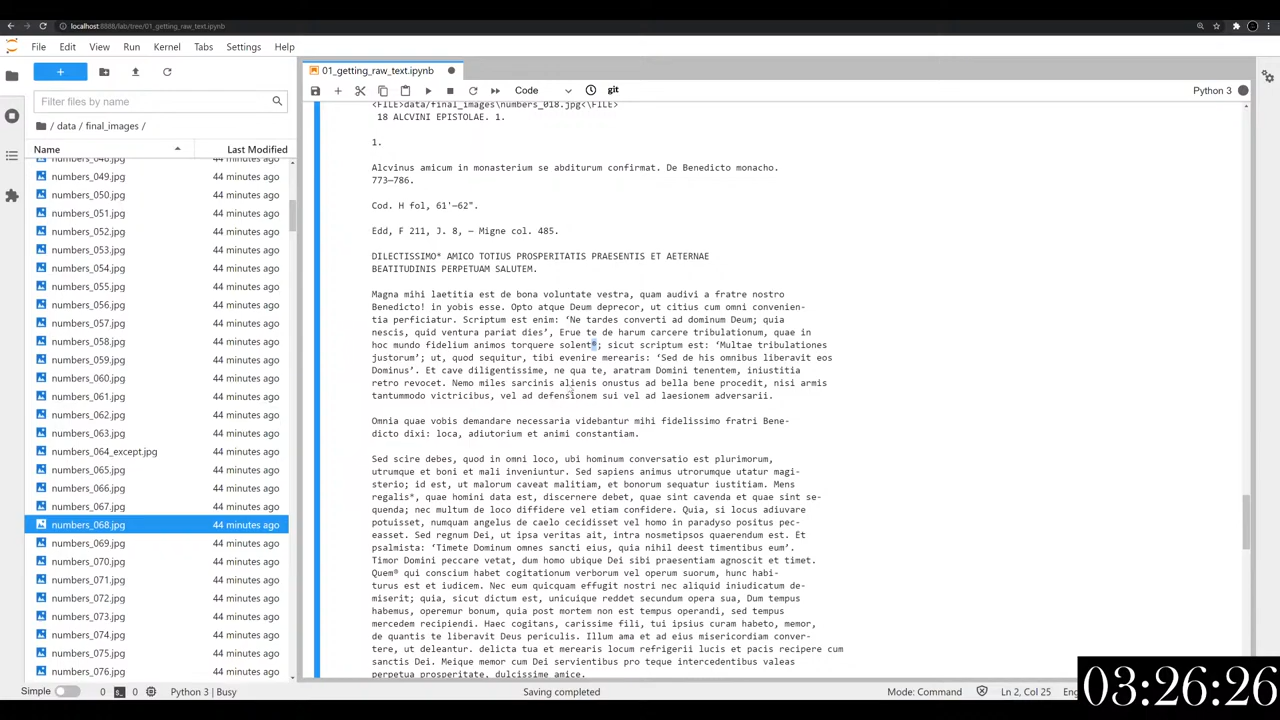 localhost:8888/lab/tree/01_getting_raw_text.ipynb
File Edit View Run Kernel Tabs Settings Help
01_getting_raw_text.ipynb
Code
git
Python 3
Filter files by name
/ data / final_images /
Name Last Modified
numbers_048.jpg 44 minutes ago
numbers_049.jpg 44 minutes ago
numbers_050.jpg 44 minutes ago
numbers_051.jpg 44 minutes ago
numbers_052.jpg 44 minutes ago
numbers_053.jpg 44 minutes ago
numbers_054.jpg 44 minutes ago
numbers_055.jpg 44 minutes ago
numbers_056.jpg 44 minutes ago
numbers_058.jpg 44 minutes ago
numbers_059.jpg 44 minutes ago
numbers_060.jpg 44 minutes ago
numbers_061.jpg 44 minutes ago
numbers_062.jpg 44 minutes ago
numbers_063.jpg 44 minutes ago
numbers_064_except.jpg 44 minutes ago
numbers_065.jpg 44 minutes ago
numbers_066.jpg 44 minutes ago
numbers_067.jpg 44 minutes ago
numbers_068.jpg 44 minutes ago
numbers_069.jpg 44 minutes ago
numbers_070.jpg 44 minutes ago
numbers_071.jpg 44 minutes ago
numbers_072.jpg 44 minutes ago
numbers_073.jpg 44 minutes ago
numbers_074.jpg 44 minutes ago
numbers_075.jpg 44 minutes ago
numbers_076.jpg 44 minutes ago
<FILE>data/final_images\numbers_018.jpg<\FILE>
18 ALCVINI EPISTOLAE. 1.
1.
Alcvinus amicum in monasterium se abditurum confirmat. De Benedicto monacho.
773—786.
Cod. H fol, 61'—62".
Edd, F 211, J. 8, — Migne col. 485.
DILECTISSIMO* AMICO TOTIUS PROSPERITATIS PRAESENTIS ET AETERNAE
BEATITUDINIS PERPETUAM SALUTEM.
Magna mihi laetitia est de bona voluntate vestra, quam audivi a fratre nostro
Benedicto! in yobis esse. Opto atque Deum deprecor, ut citius cum omni convenien-
tia perficiatur. Scriptum est enim: ‘Ne tardes converti ad dominum Deum; quia
nescis, quid ventura pariat dies’, Erue te de harum carcere tribulationum, quae in
hoc mundo fidelium animos torquere solent®; sicut scriptum est: ‘Multae tribulationes
justorum’; ut, quod sequitur, tibi evenire merearis: ‘Sed de his omnibus liberavit eos
Dominus’. Et cave diligentissime, ne qua te, aratram Domini tenentem, iniustitia
retro revocet. Nemo miles sarcinis alienis onustus ad bella bene procedit, nisi armis
tantummodo victricibus, vel ad defensionem sui vel ad laesionem adversarii.
Omnia quae vobis demandare necessaria videbantur mihi fidelissimo fratri Bene-
dicto dixi: loca, adiutorium et animi constantiam.
Sed scire debes, quod in omni loco, ubi hominum conversatio est plurimorum,
utrumque et boni et mali inveniuntur. Sed sapiens animus utrorumque utatur magi-
sterio; id est, ut malorum caveat malitiam, et bonorum sequatur iustitiam. Mens
regalis*, quae homini data est, discernere debet, quae sint cavenda et quae sint se-
quenda; nec multum de loco diffidere vel etiam confidere. Quia, si locus adiuvare
potuisset, numquam angelus de caelo cecidisset vel homo in paradyso positus pec-
easset. Sed regnum Dei, ut ipsa veritas ait, intra nosmetipsos quaerendum est. Et
psalmista: ‘Timete Dominum omnes sancti eius, quia nihil deest timentibus eum’.
Timor Domini peccare vetat, dum homo ubique Dei sibi praesentiam agnoscit et timet.
Quem® qui conscium habet cogitationum verborum vel operum suorum, hunc habi-
turus est et iudicem. Nec eum quicquam effugit nostri nec aliquid iniudicatum de-
miserit; quia, sicut dictum est, unicuique reddet secundum opera sua, Dum tempus
habemus, operemur bonum, quia post mortem non est tempus operandi, sed tempus
mercedem recipiendi. Haec cogitans, carissime fili, tui ipsius curam habeto, memor,
de quantis te liberavit Deus periculis. Illum ama et ad eius misericordiam conver-
tere, ut deleantur. delicta et merearis locum refrigerii lucis et pacis recipere cum
sanctis Dei. Meique memor cum Dei servientibus pro teque intercedentibus valeas
perpetua prosperitate, dulcissime amice.
Simple 0 0 Python 3 | Busy
Saving completed
Mode: Command Ln 2, Col 25
03:26:26